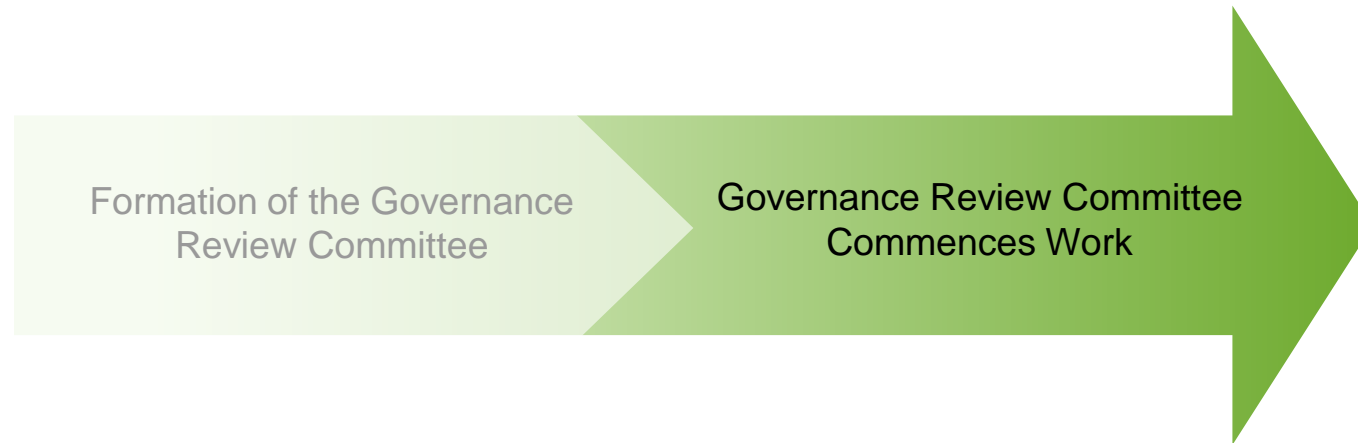 Formation of the Governance
Review Committee
Governance Review Committee
Commences Work